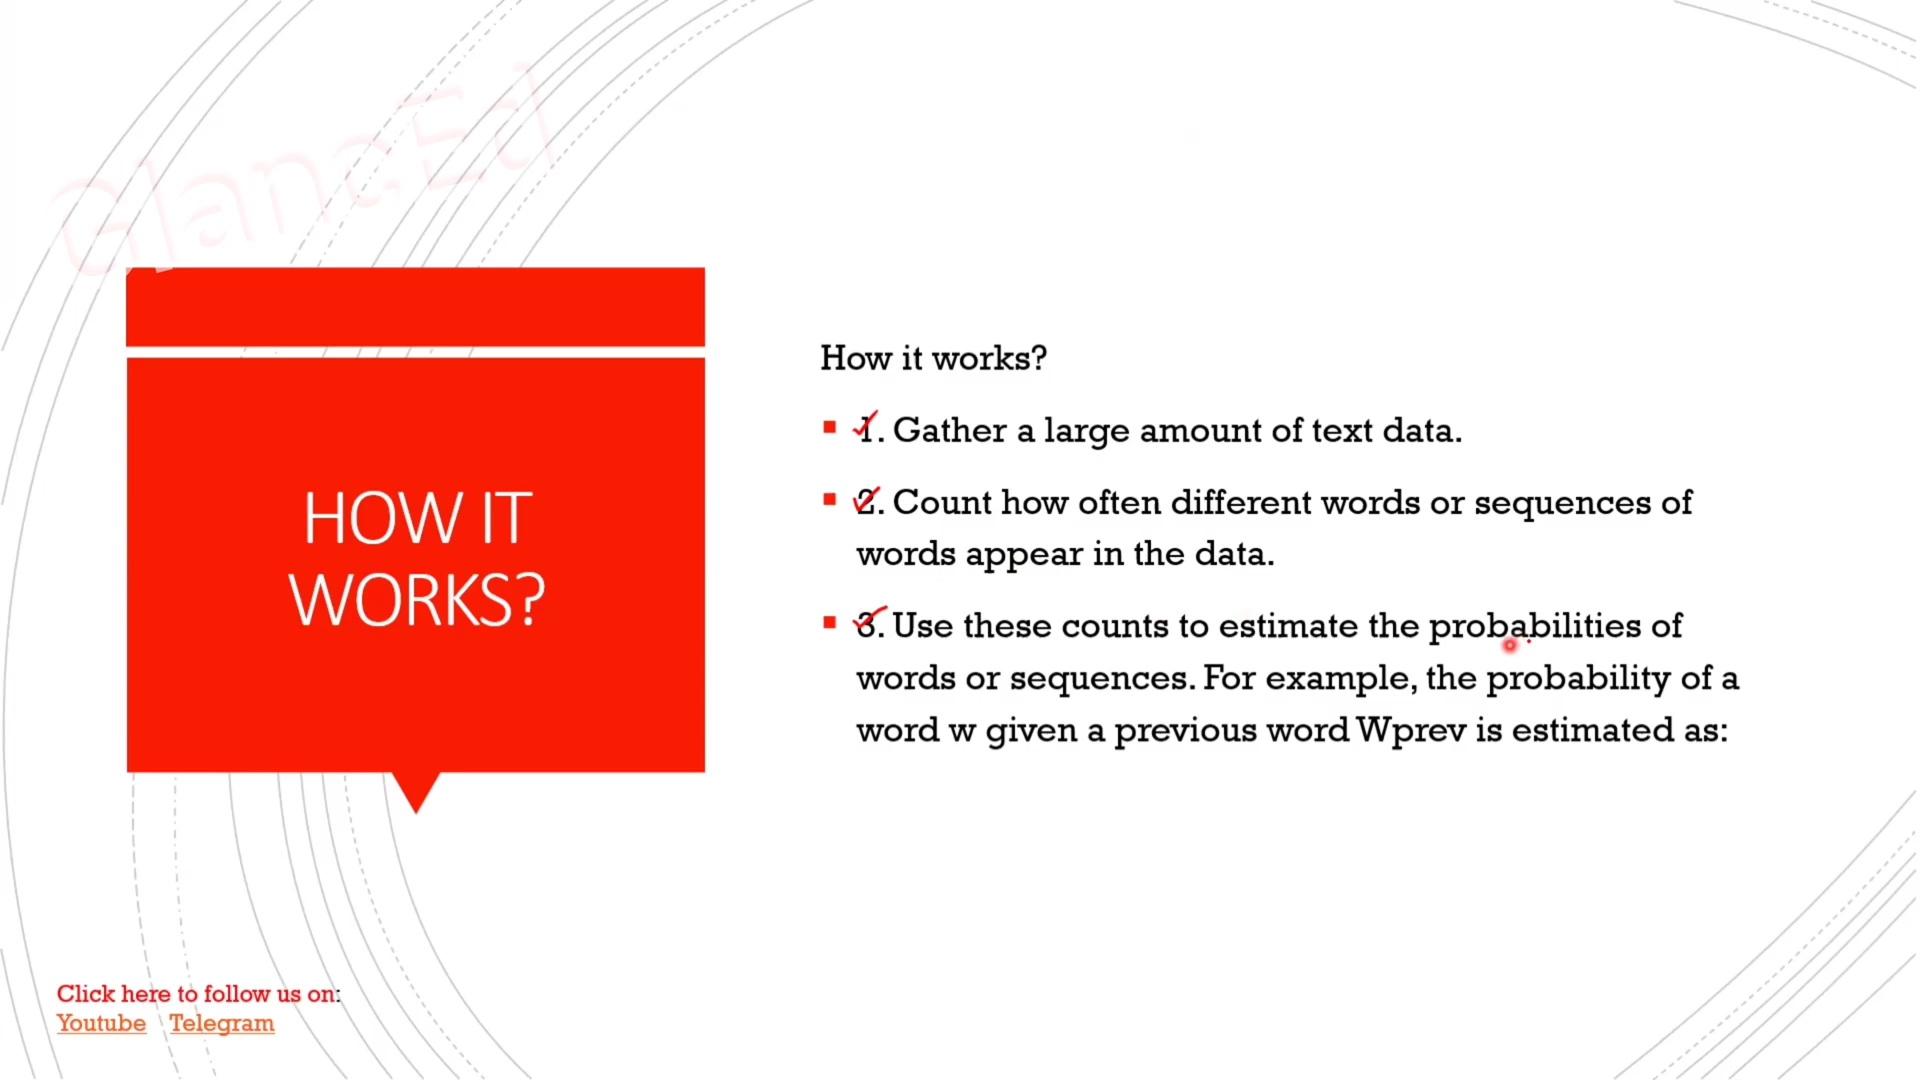 GlancEd
HOW IT
WORKS?
How it works?
1. Gather a large amount of text data.
2. Count how often different words or sequences of
words appear in the data.
3. Use these counts to estimate the probabilities of
words or sequences. For example, the probability of a
word w given a previous word Wprev is estimated as:
Click here to follow us on:
Youtube Telegram